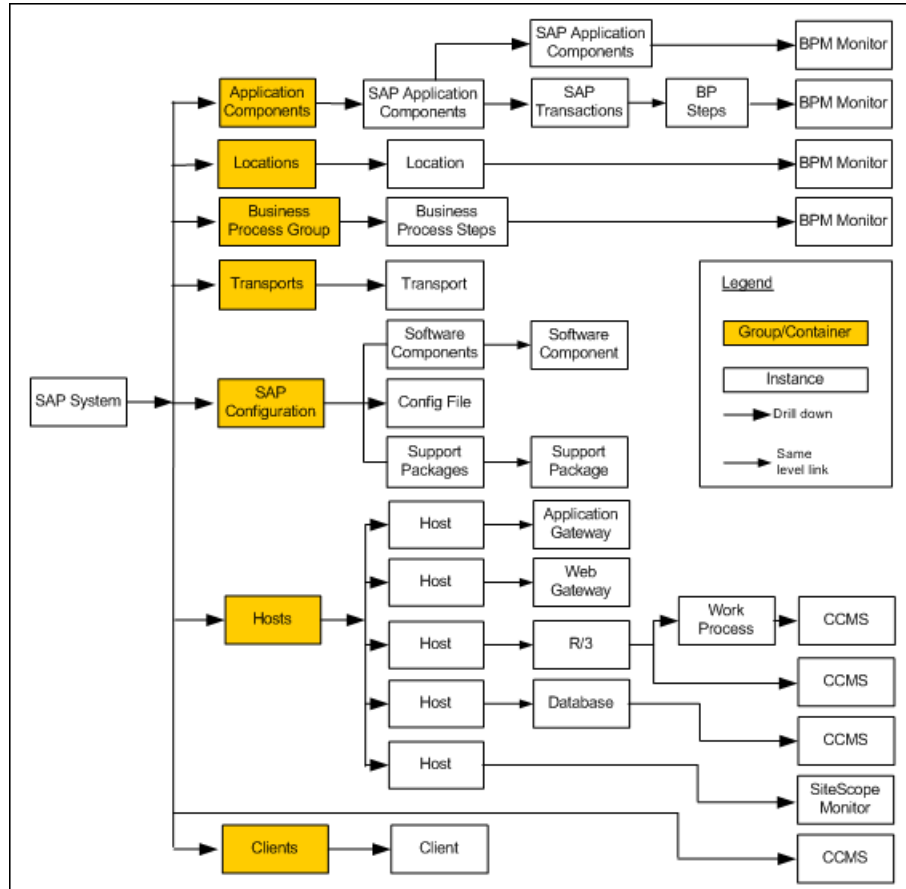 SAP Application
Components
BPM Monitor
Application
Components
SAP Application
Components
SAP
Transactions
BP
Steps
BPM Monitor
Locations
Location
BPM Monitor
Business
Process Group
Business
Process Steps
BPM Monitor
Transports
Transport
Legend
Group/Container
Instance
Drill down
Same
level link
Software
Components
Software
Component
SAP System
SAP
Configuration
Config File
Support
Packages
Support
Package
Host
Application
Gateway
Host
Web
Gateway
Hosts
Host
R/3
Work
Process
CCMS
CCMS
Host
Database
CCMS
Host
SiteScope
Monitor
Clients
Client
CCMS